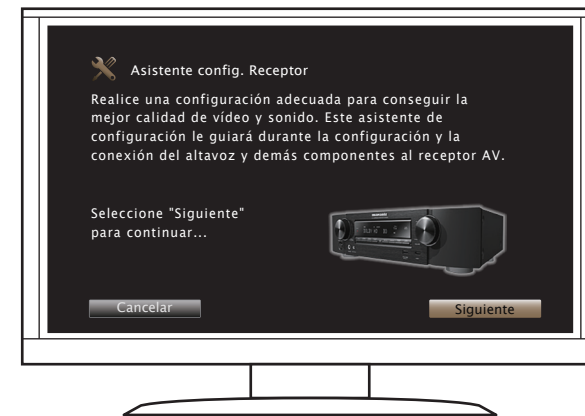 Asistente config. Receptor
Realice una configuración adecuada para conseguir la
mejor calidad de vídeo y sonido. Este asistente de
configuración le guiará durante la configuración y la
conexión del altavoz y demás componentes al receptor AV.
Seleccione "Siguiente"
para continuar...
marantz
Cancelar
Siguiente